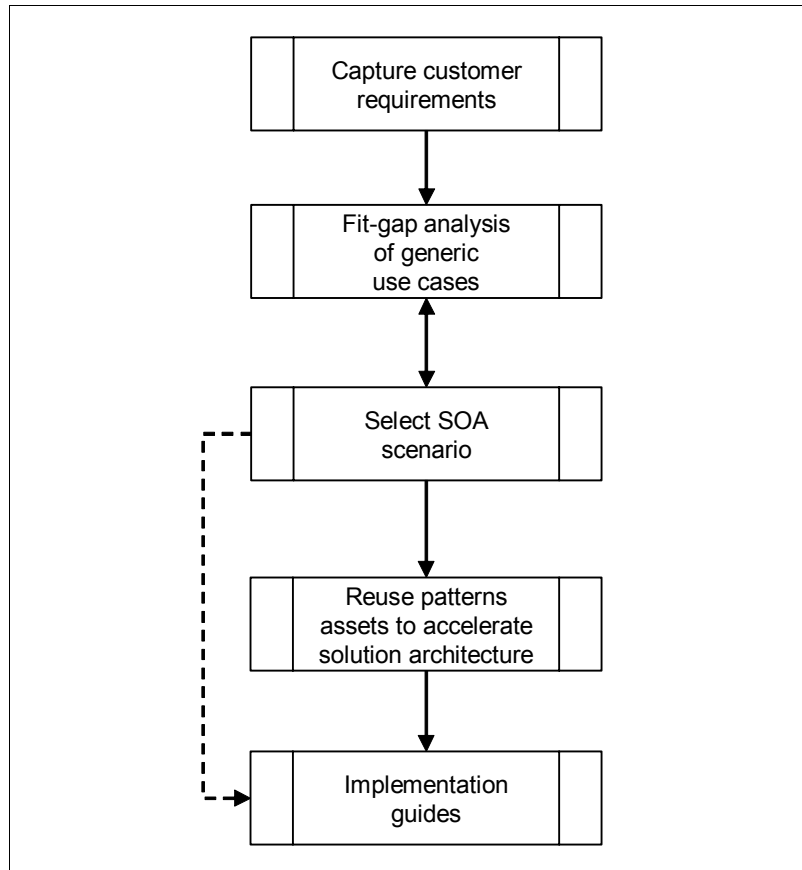 Capture customer
requirements
Fit-gap analysis
of generic
use cases
Select SOA
scenario
Reuse patterns
assets to accelerate
solution architecture
Implementation
guides